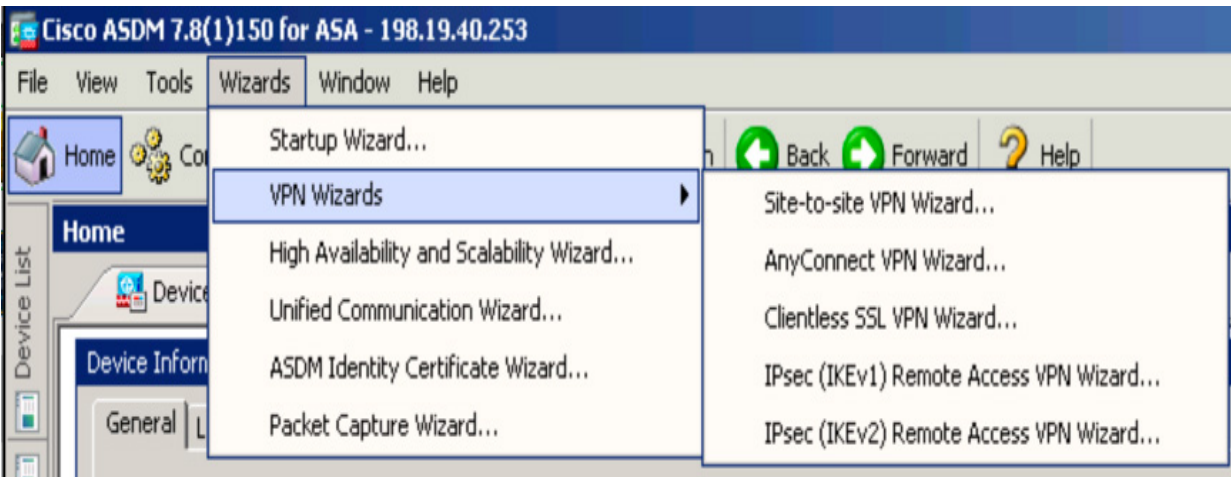 Cisco ASDM 7.8(1)150 for ASA - 198.19.40.253
File View Tools Wizards Window Help
Home Back Forward Help
Startup Wizard...
VPN Wizards
High Availability and Scalability Wizard...
Unified Communication Wizard...
ASDM Identity Certificate Wizard...
Packet Capture Wizard...
Site-to-site VPN Wizard...
AnyConnect VPN Wizard...
Clientless SSL VPN Wizard...
IPsec (IKEv1) Remote Access VPN Wizard...
IPsec (IKEv2) Remote Access VPN Wizard...
Device List
Home
Device
Device Inform
General L